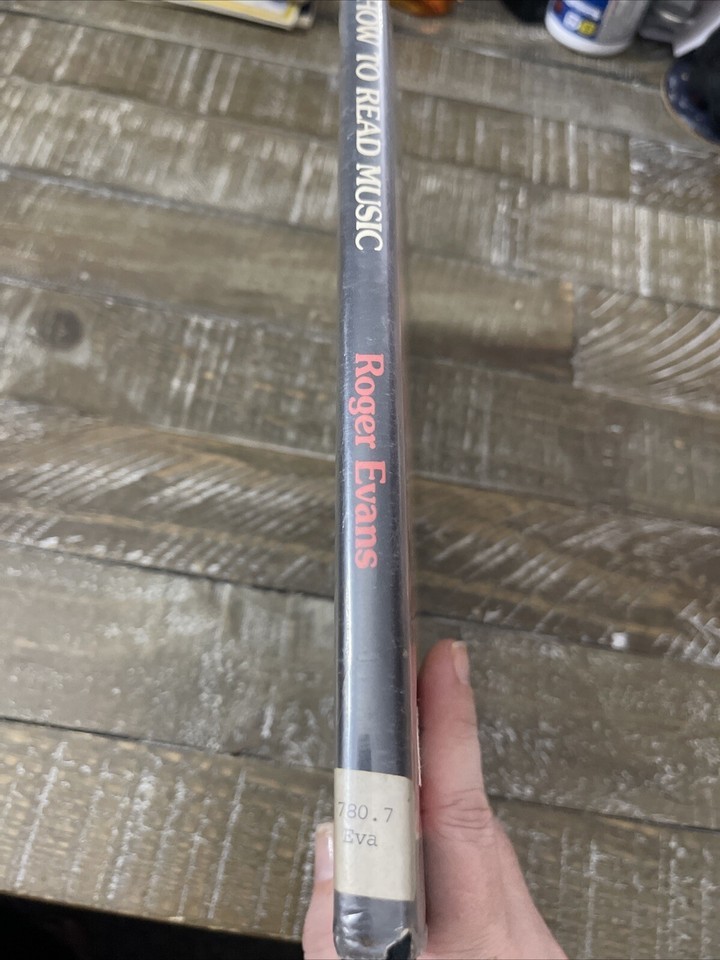 HOW TO READ MUSIC
Roger Evans
780.7
Eva